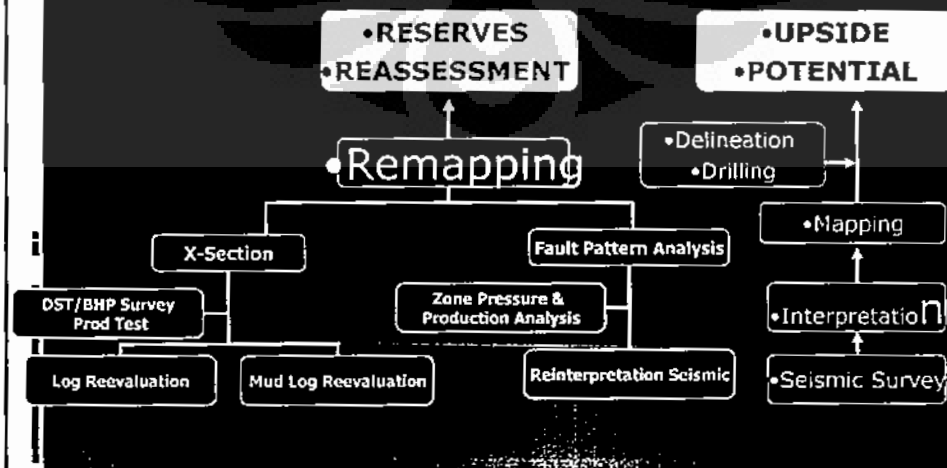 •RESERVES
•REASSESSMENT
•UPSIDE
•POTENTIAL
•Remapping
•Delineation
•Drilling
•Mapping
X-Section
Fault Pattern Analysis
DST/BHP Survey
Prod Test
Zone Pressure &
Production Analysis
•Interpretation
Log Reevaluation
Mud Log Reevaluation
Reinterpretation Seismic
•Seismic Survey